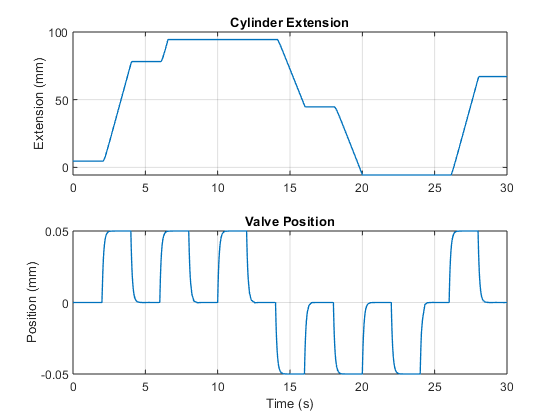 Cylinder Extension
Extension (mm)
100
50
0
0 5 10 15 20 25 30
Valve Position
Position (mm)
0.05
0
-0.05
0 5 10 15 20 25 30
Time (s)